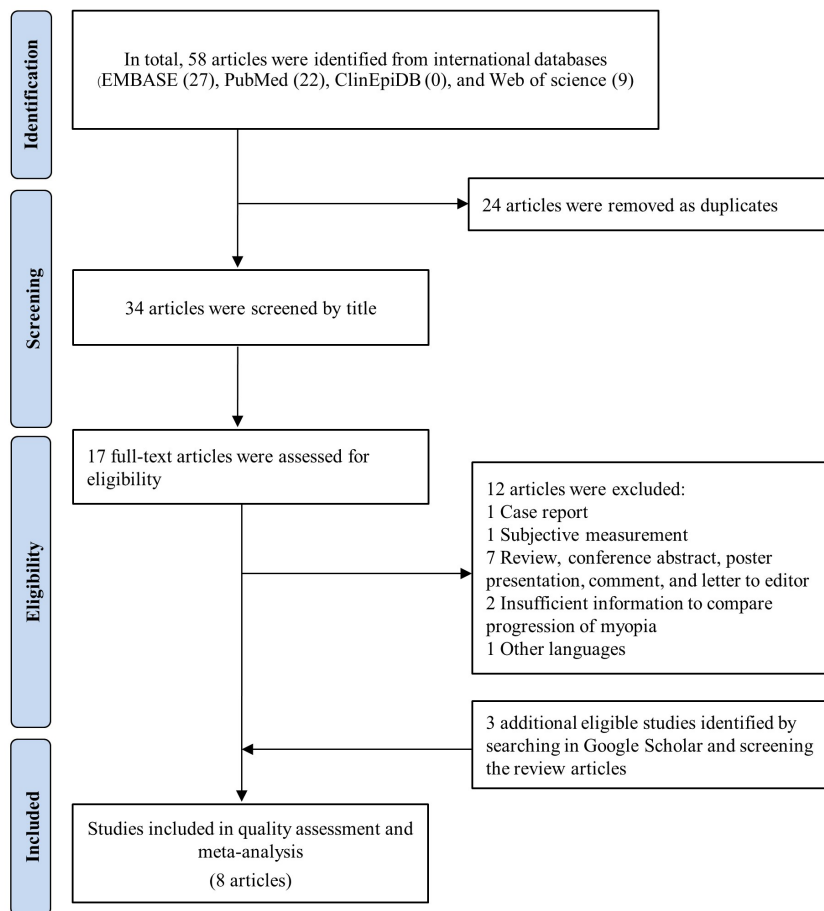 Identification
In total, 58 articles were identified from international databases
(EMBASE (27), PubMed (22), ClinEpiDB (0), and Web of science (9)
Screening
24 articles were removed as duplicates
34 articles were screened by title
Eligibility
17 full-text articles were assessed for
eligibility
12 articles were excluded:
1 Case report
1 Subjective measurement
7 Review, conference abstract, poster
presentation, comment, and letter to editor
2 Insufficient information to compare
progression of myopia
1 Other languages
3 additional eligible studies identified by
searching in Google Scholar and screening
the review articles
Included
Studies included in quality assessment and
meta-analysis
(8 articles)